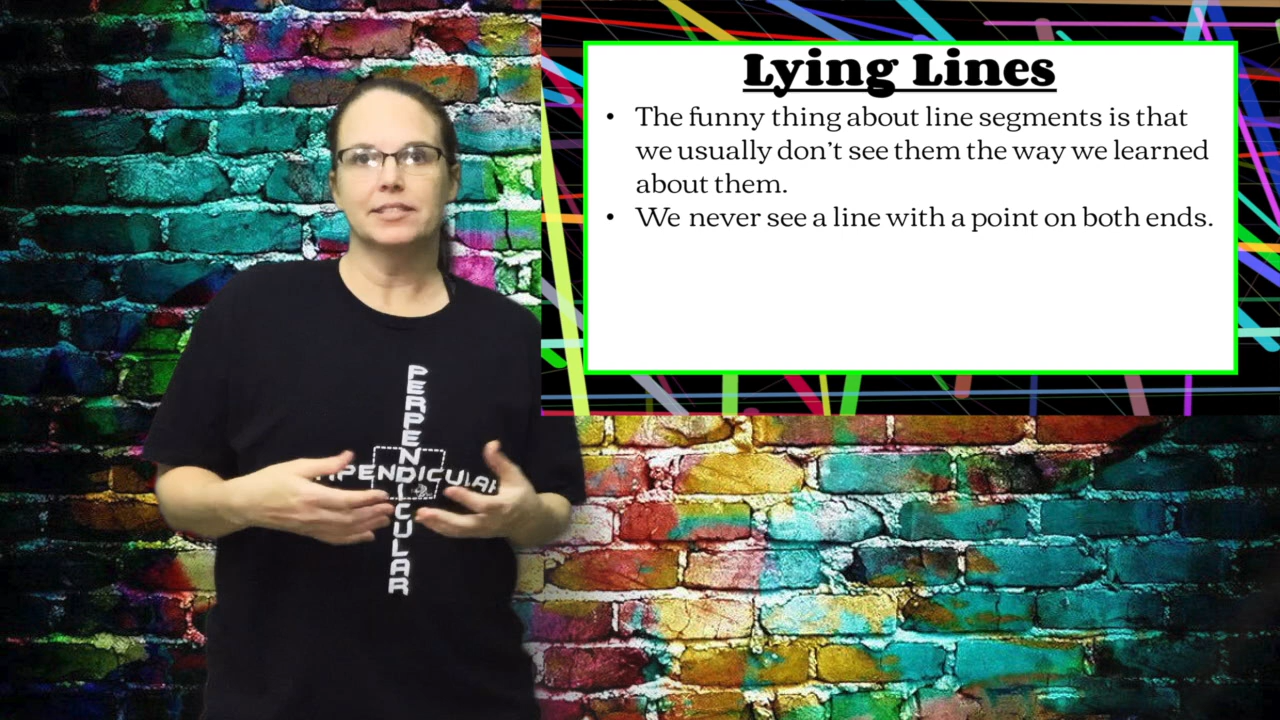 Lying Lines
• The funny thing about line segments is that
we usually don't see them the way we learned
about them.
• We never see a line with a point on both ends.
PERPENDICULAR
PENDICULAR